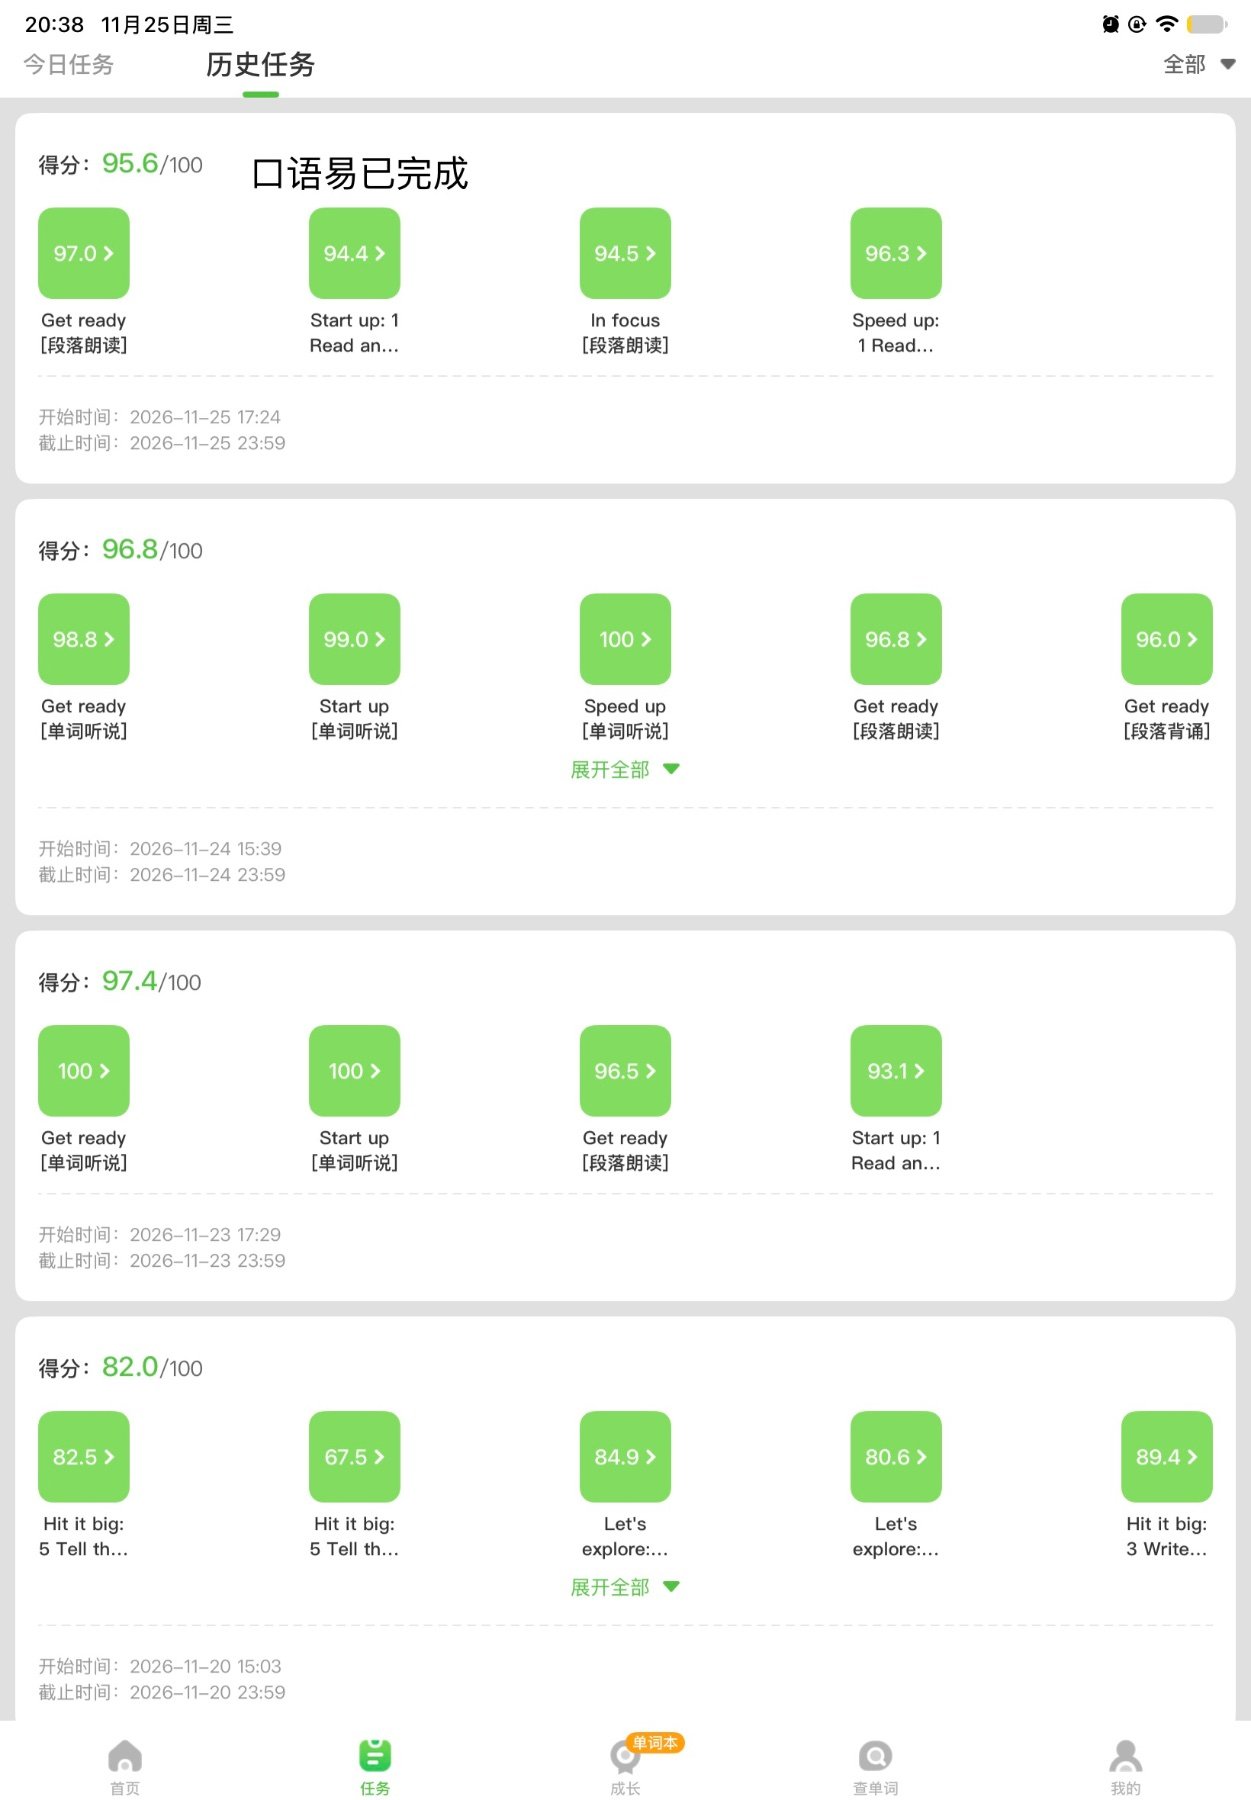 20:38 11月25日周三
今日任务 历史任务 全部
得分：95.6/100 口语易已完成
97.0 94.4 94.5 96.3
Get ready Start up: 1 In focus Speed up:
[段落朗读] Read an... [段落朗读] 1 Read...
开始时间：2026-11-25 17:24
截止时间：2026-11-25 23:59
得分：96.8/100
98.8 99.0 100 96.8 96.0
Get ready Start up Speed up Get ready Get ready
[单词听说] [单词听说] [单词听说] [段落朗读] [段落背诵]
展开全部
开始时间：2026-11-24 15:39
截止时间：2026-11-24 23:59
得分：97.4/100
100 100 96.5 93.1
Get ready Start up Get ready Start up: 1
[单词听说] [单词听说] [段落朗读] Read an...
开始时间：2026-11-23 17:29
截止时间：2026-11-23 23:59
得分：82.0/100
82.5 67.5 84.9 80.6 89.4
Hit it big: Hit it big: Let's Let's Hit it big:
5 Tell th... 5 Tell th... explore:... explore:... 3 Write...
展开全部
开始时间：2026-11-20 15:03
截止时间：2026-11-20 23:59
单词本
首页 任务 成长 查单词 我的